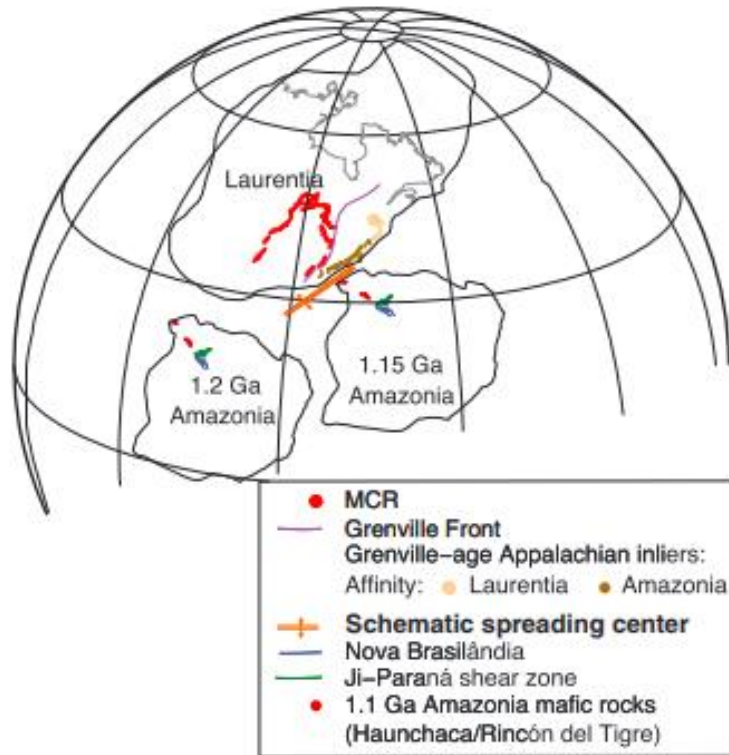 Laurentia
1.2 Ga
Amazonia
1.15 Ga
Amazonia
MCR
Grenville Front
Grenville-age Appalachian inliers:
Affinity: Laurentia Amazonia
Schematic spreading center
Nova Brasilândia
Ji-Paraná shear zone
1.1 Ga Amazonia mafic rocks
(Haunchaca/Rincón del Tigre)